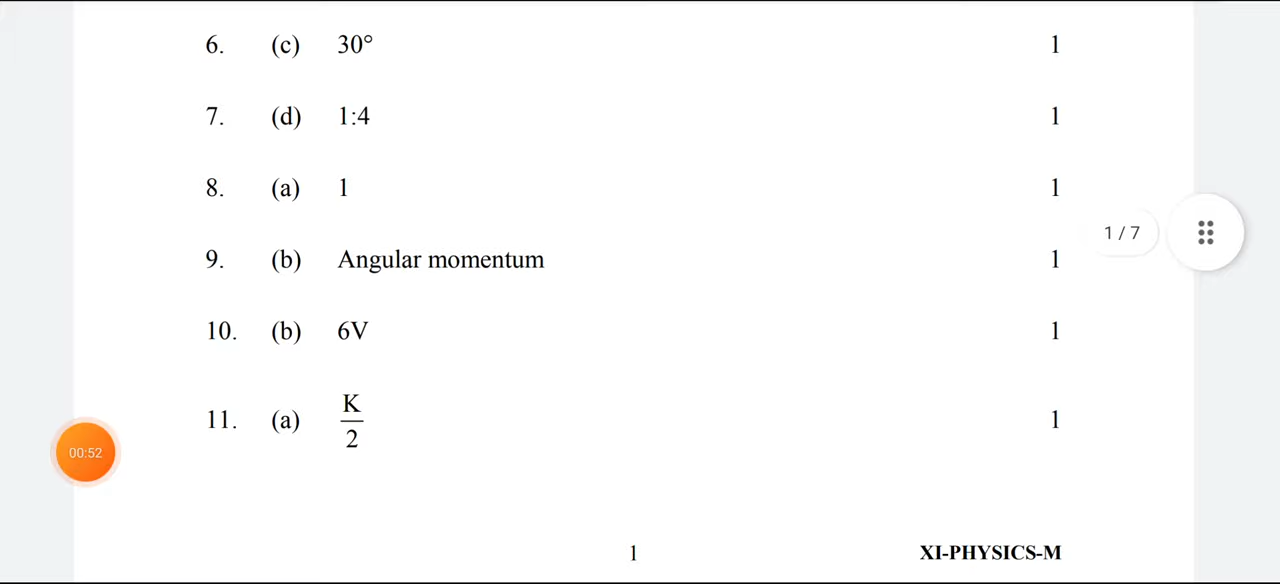 6. (c) 30° 1
7. (d) 1:4 1
8. (a) 1 1
1 / 7
9. (b) Angular momentum 1
10. (b) 6V 1
11. (a) K/2 1
00:52
1 XI-PHYSICS-M